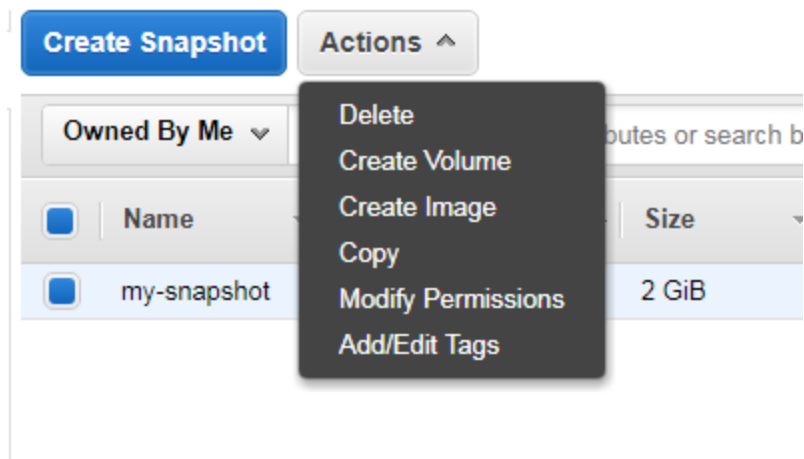 Create Snapshot
Actions
Delete
Owned By Me
butes or search b
Create Volume
Create Image
Name
Size
Copy
my-snapshot
2 GiB
Modify Permissions
Add/Edit Tags